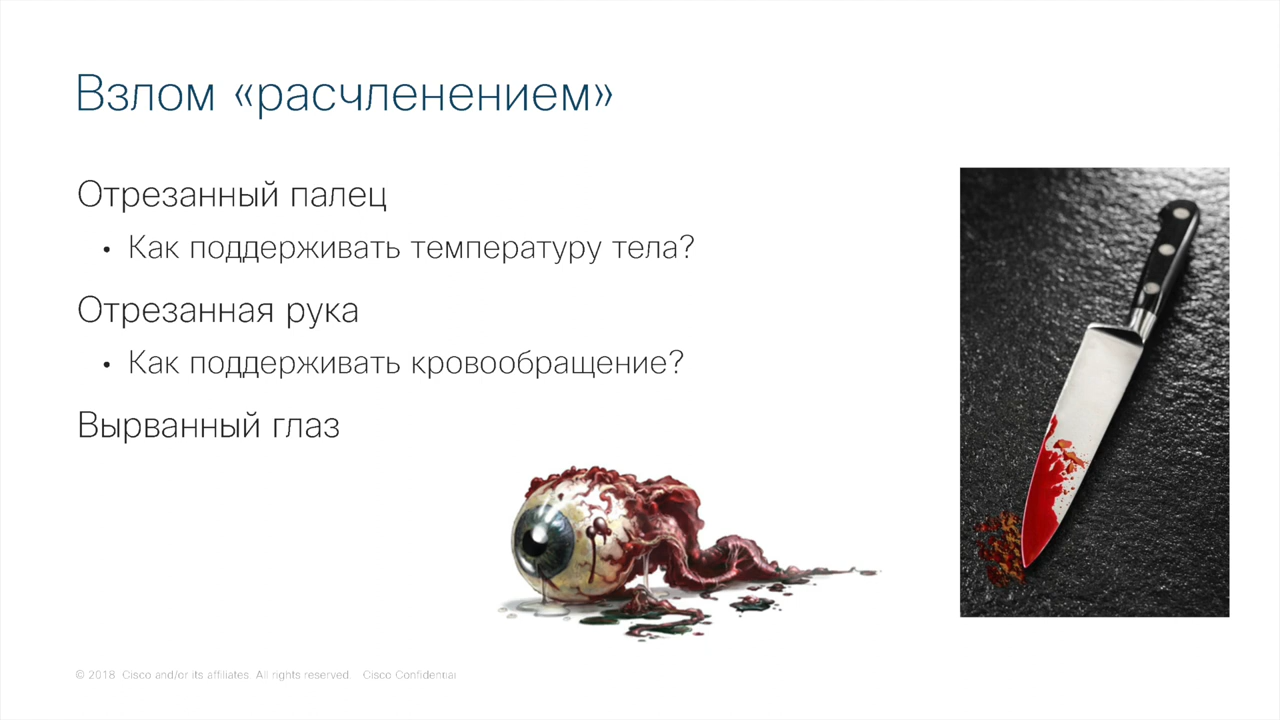 Взлом «расчленением»
Отрезанный палец
• Как поддерживать температуру тела?
Отрезанная рука
• Как поддерживать кровообращение?
Вырванный глаз
© 2018 Cisco and/or its affiliates. All rights reserved. Cisco Confidential